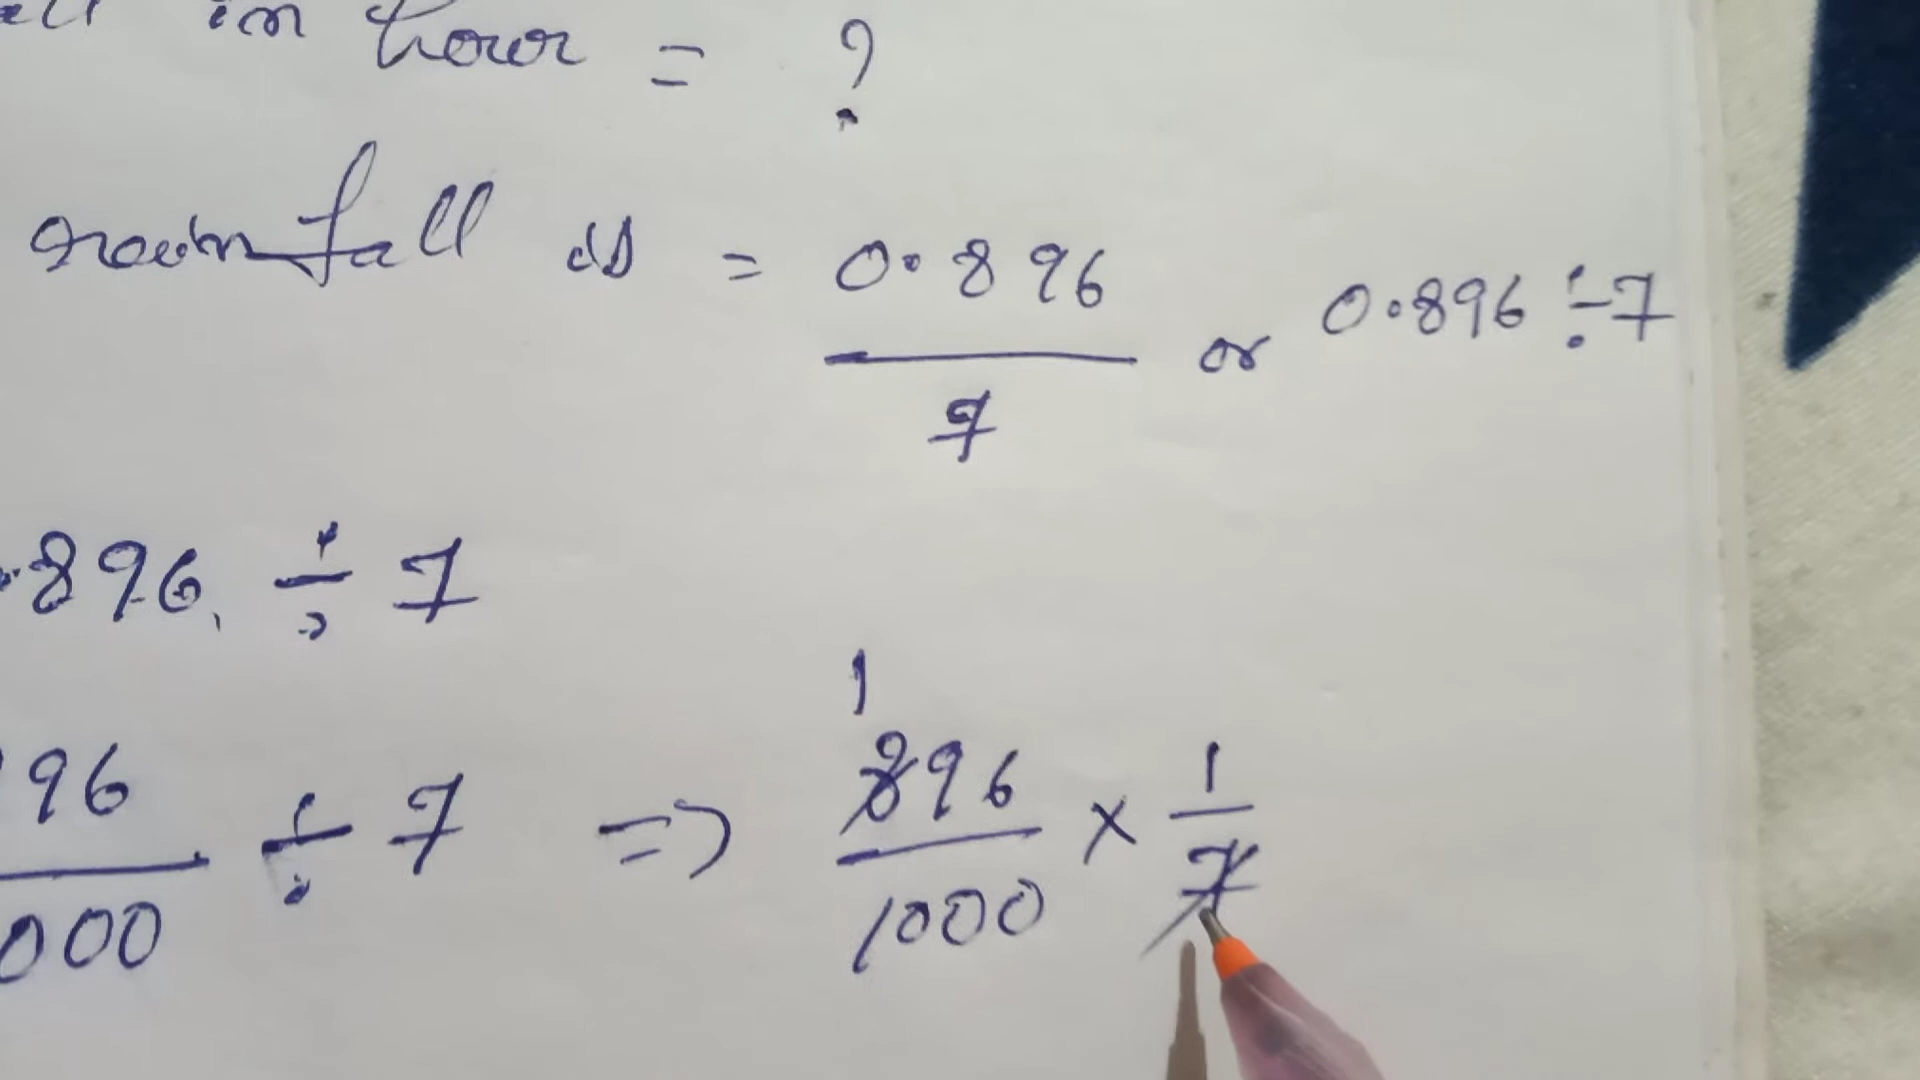 in hour = ?
rainfall is = 0.896 / 7 or 0.896 ÷ 7
.896 ÷ 7
96 / 000 ÷ 7 => 1 896 / 1000 × 1 / 7